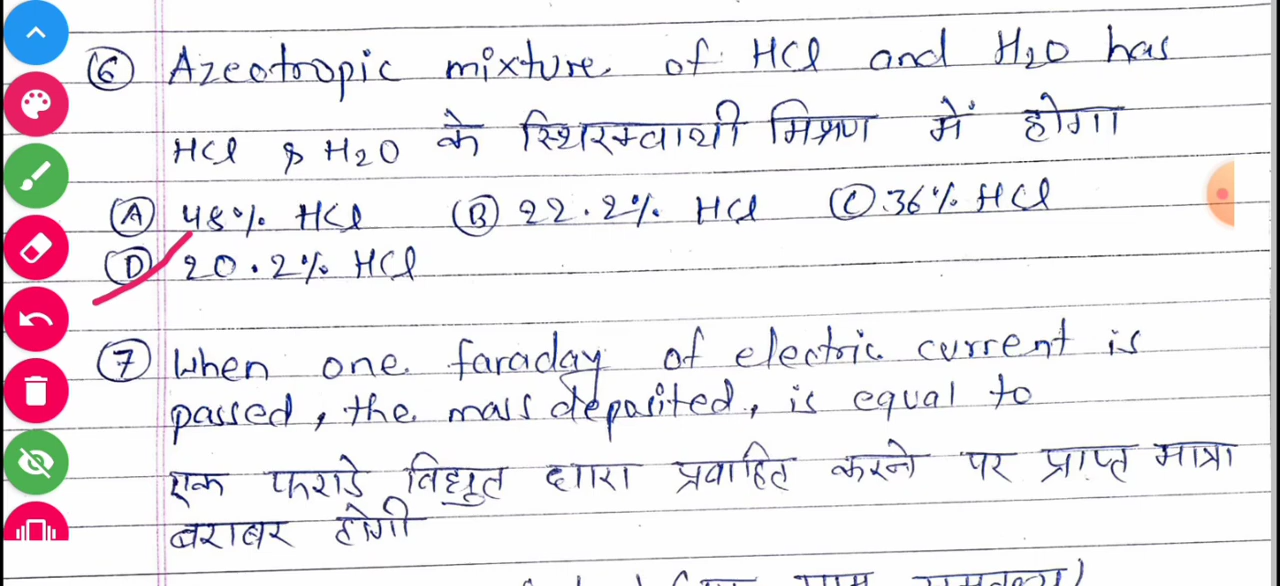 ⑥ Azeotropic mixture of HCl and H2O has
HCl & H2O के स्थिरक्वाथी मिश्रण में होगा
Ⓐ 48% HCl Ⓑ 22.2% HCl Ⓒ 36% HCl
Ⓓ 20.2% HCl
⑦ When one faraday of electric current is
passed, the mass deposited, is equal to
एक फराडे विद्युत द्वारा प्रवाहित करने पर प्राप्त मात्रा
बराबर होगी